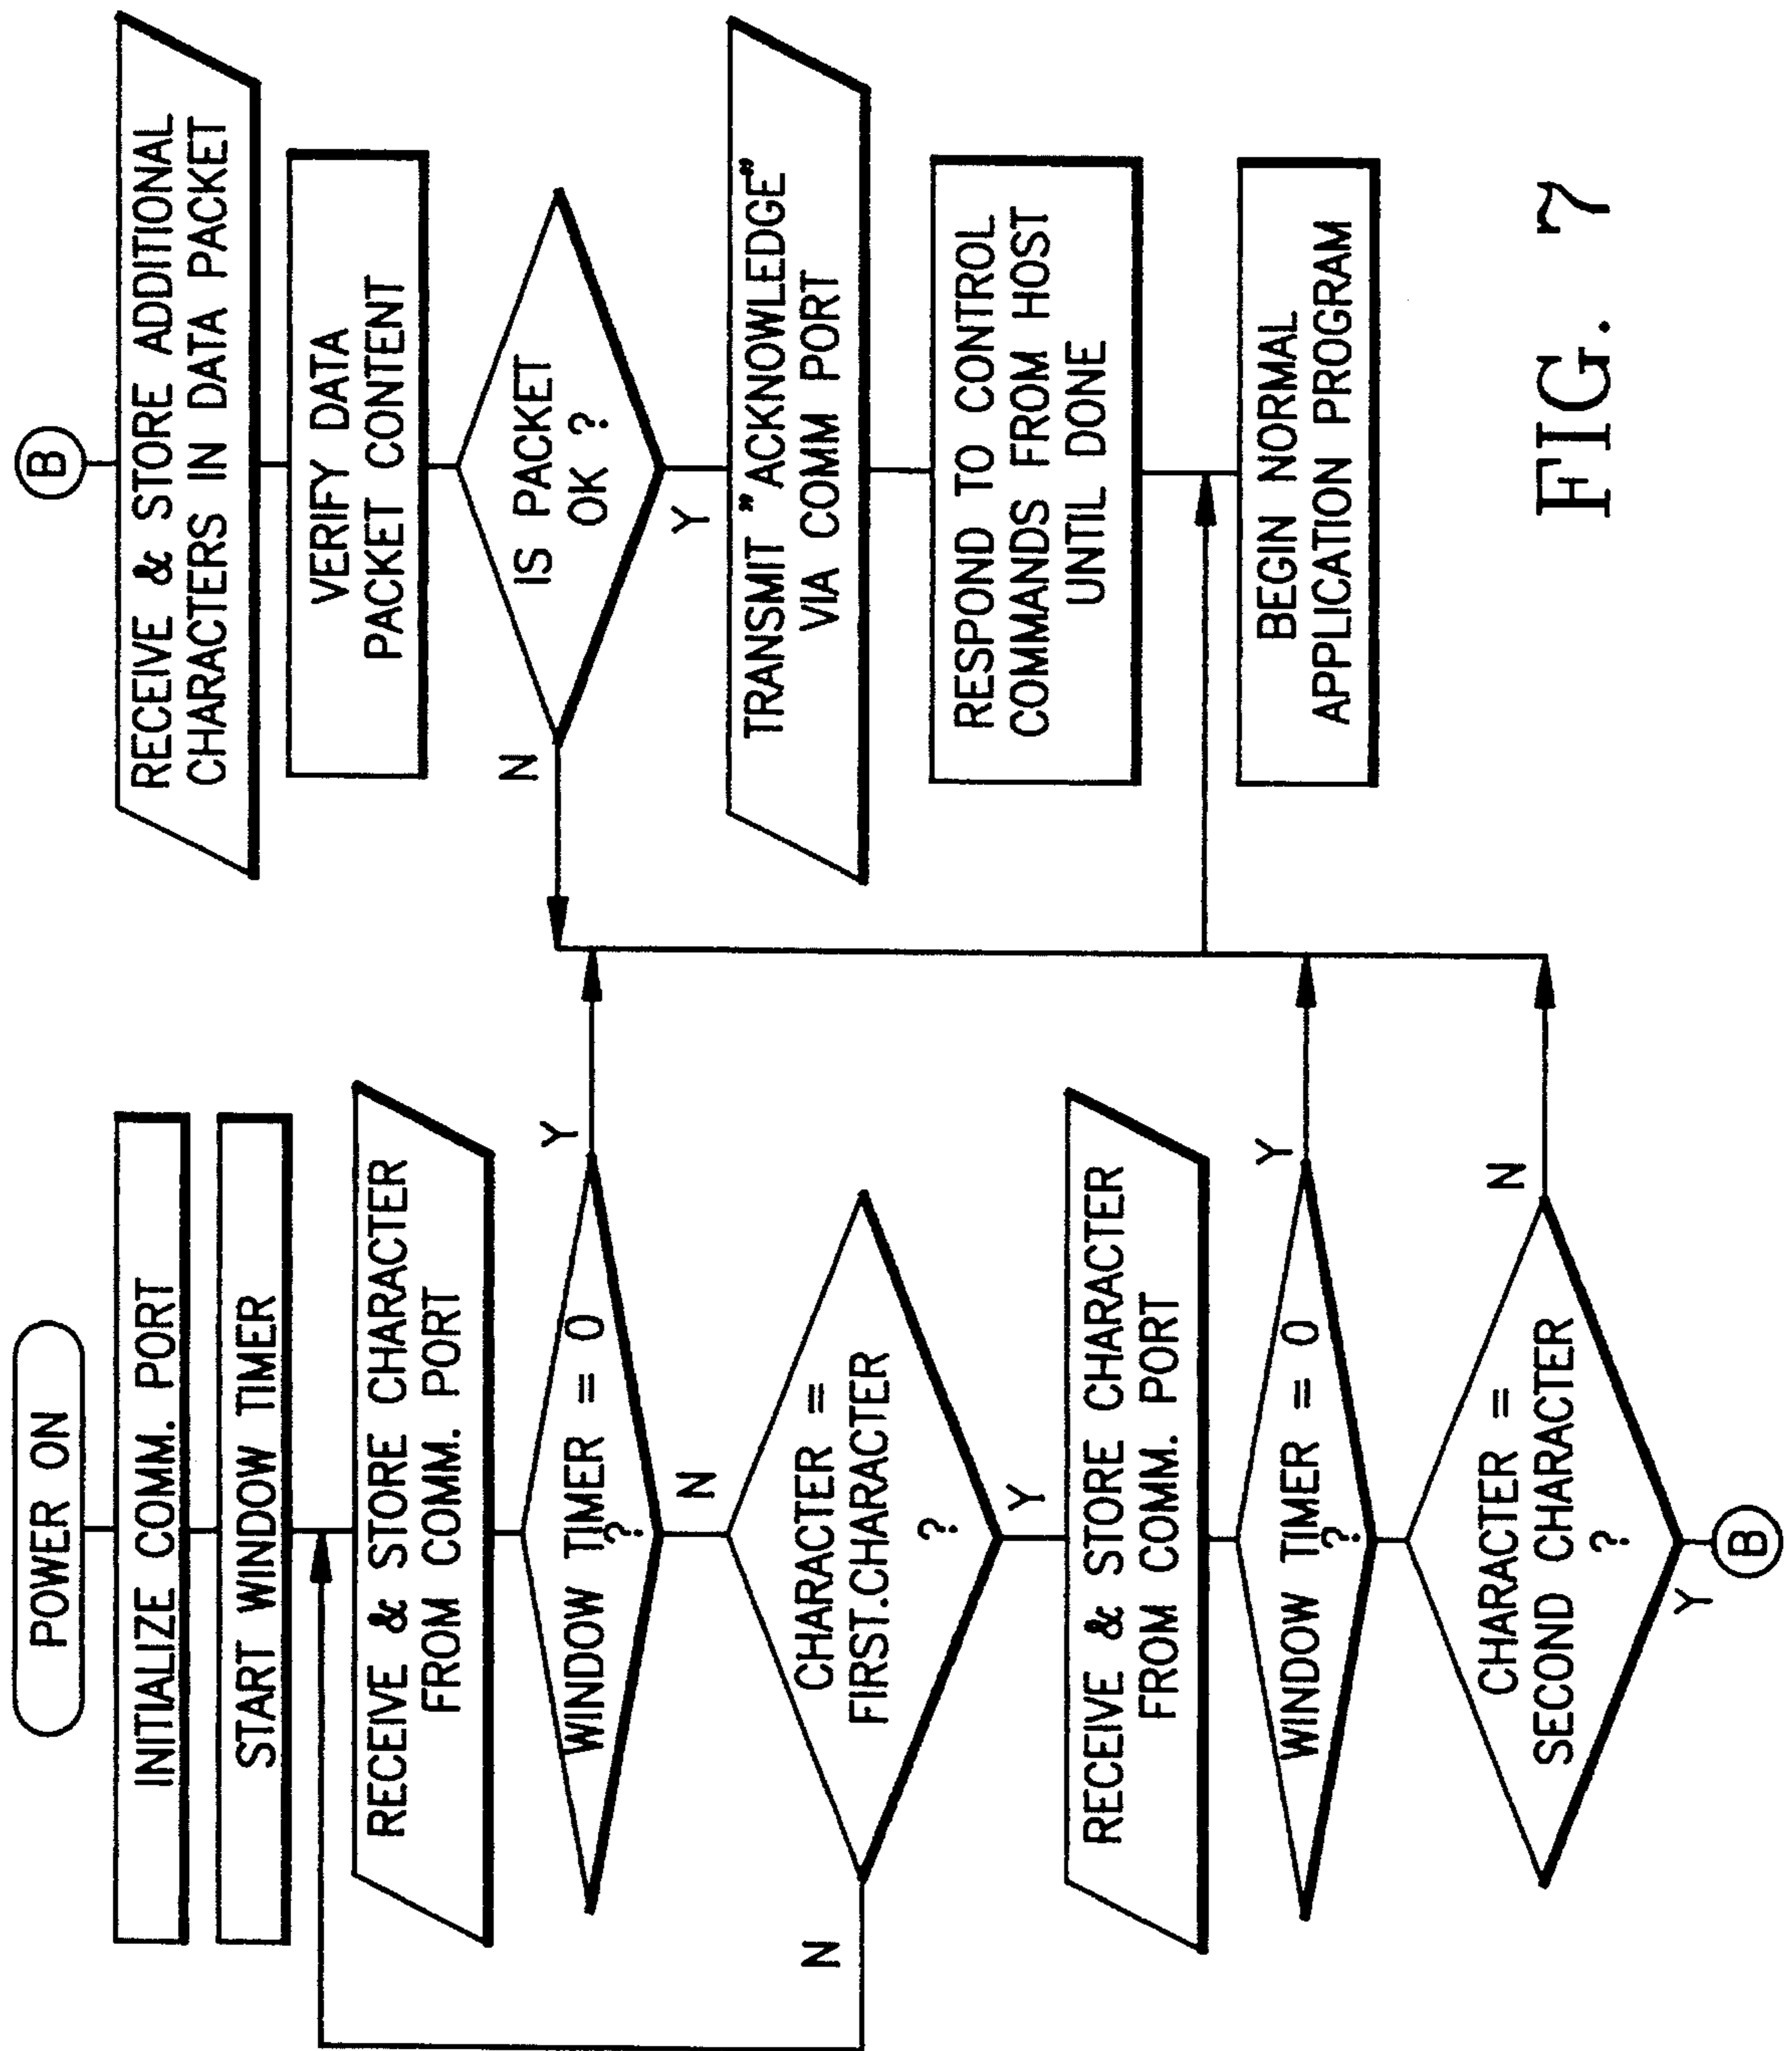 POWER ON
INITIALIZE COMM. PORT
START WINDOW TIMER
RECEIVE & STORE CHARACTER
FROM COMM. PORT
WINDOW TIMER = 0
?
Y
N
CHARACTER =
FIRST.CHARACTER
?
N
Y
RECEIVE & STORE CHARACTER
FROM COMM. PORT
WINDOW TIMER = 0
?
Y
CHARACTER =
SECOND CHARACTER
?
N
Y
B
B
RECEIVE & STORE ADDITIONAL
CHARACTERS IN DATA PACKET
VERIFY DATA
PACKET CONTENT
IS PACKET
OK ?
N
Y
TRANSMIT "ACKNOWLEDGE"
VIA COMM PORT
RESPOND TO CONTROL
COMMANDS FROM HOST
UNTIL DONE
BEGIN NORMAL
APPLICATION PROGRAM
FIG. 7